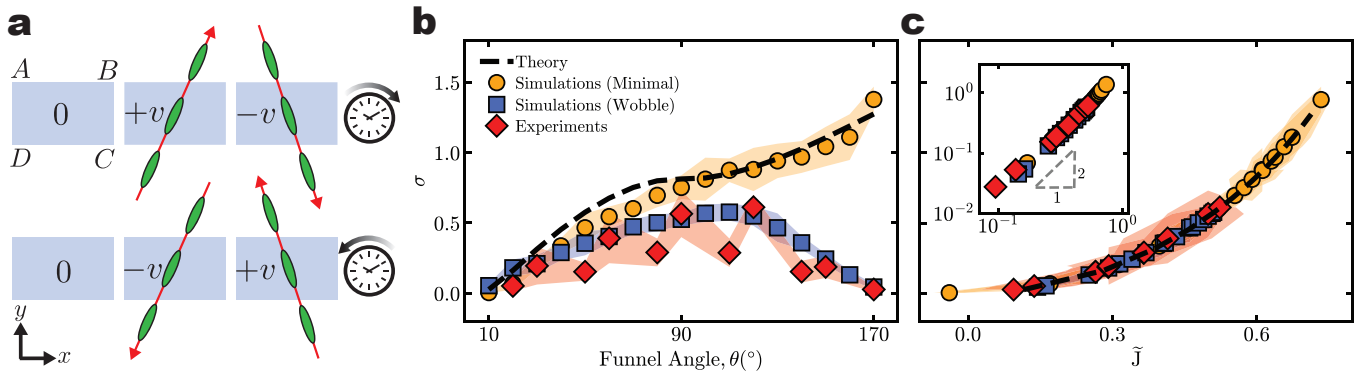 a
A B
0 +v −v
D C
0 −v +v
y
x
b
Theory
Simulations (Minimal)
Simulations (Wobble)
Experiments
1.5
1.0
0.5
0.0
σ
10 90 170
Funnel Angle, θ(°)
c
10⁰
10⁻¹
10⁻²
10⁻¹ 10⁰
2
1
0.0 0.3 0.6
J̃